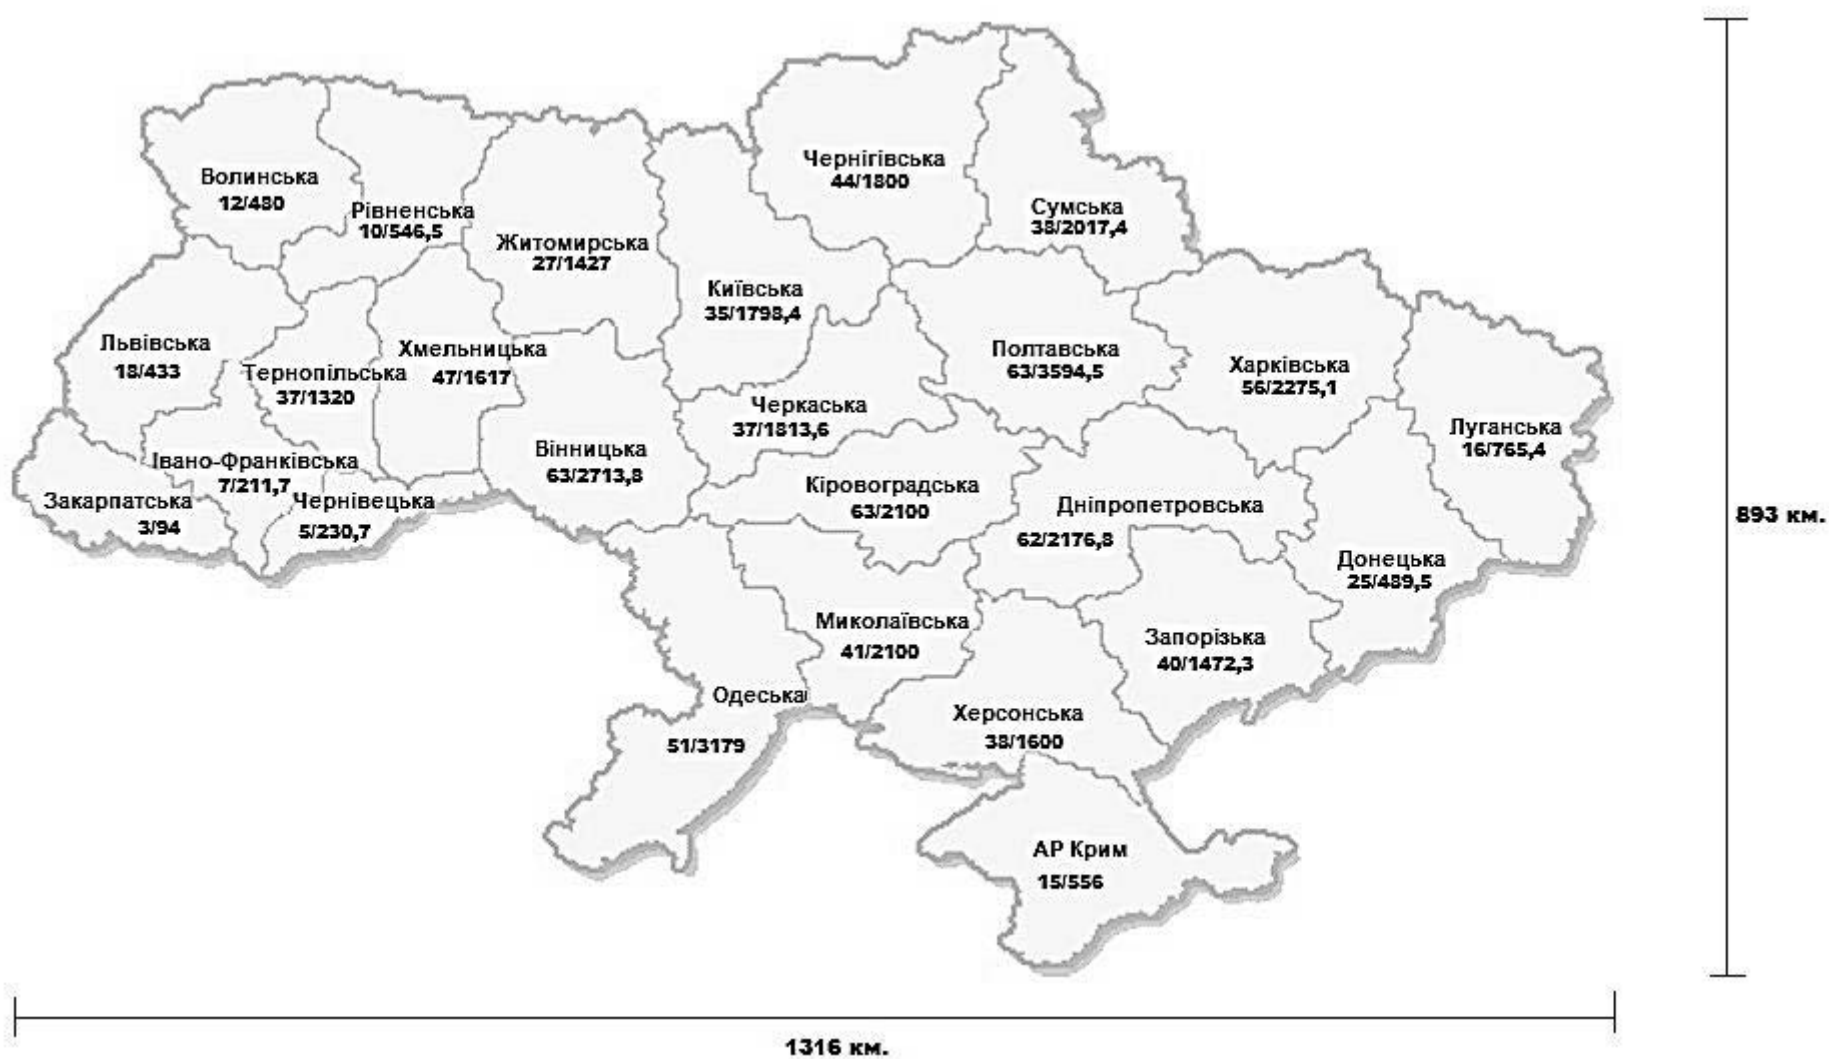 Чернігівська
44/1800
Волинська
12/480
Рівненська
10/546,5
Сумська
38/2017,4
Житомирська
27/1427
Київська
35/1798,4
Львівська
18/433
Тернопільська
37/1320
Хмельницька
47/1617
Полтавська
63/3594,5
Харківська
56/2275,1
Черкаська
37/1813,6
Луганська
16/765,4
Вінницька
63/2713,8
Івано-Франківська
7/211,7
Закарпатська
3/94
Чернівецька
5/230,7
Кіровоградська
63/2100
Дніпропетровська
62/2176,8
893 км.
Донецька
25/489,5
Миколаївська
41/2100
Запорізька
40/1472,3
Одеська
51/3179
Херсонська
38/1600
АР Крим
15/556
1316 км.